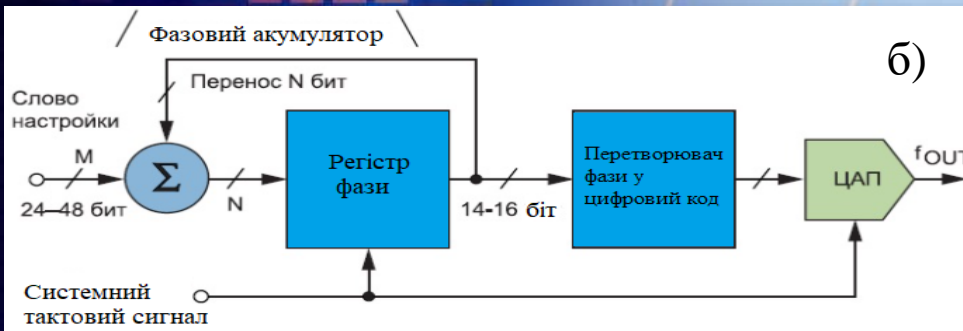 Фазовий акумулятор
б)
Перенос N бит
Слово
настройки
M
24–48 бит
Σ
N
Регістр
фази
14-16 біт
Перетворювач
фази у
цифровий код
ЦАП
fOUT
Системний
тактовий сигнал